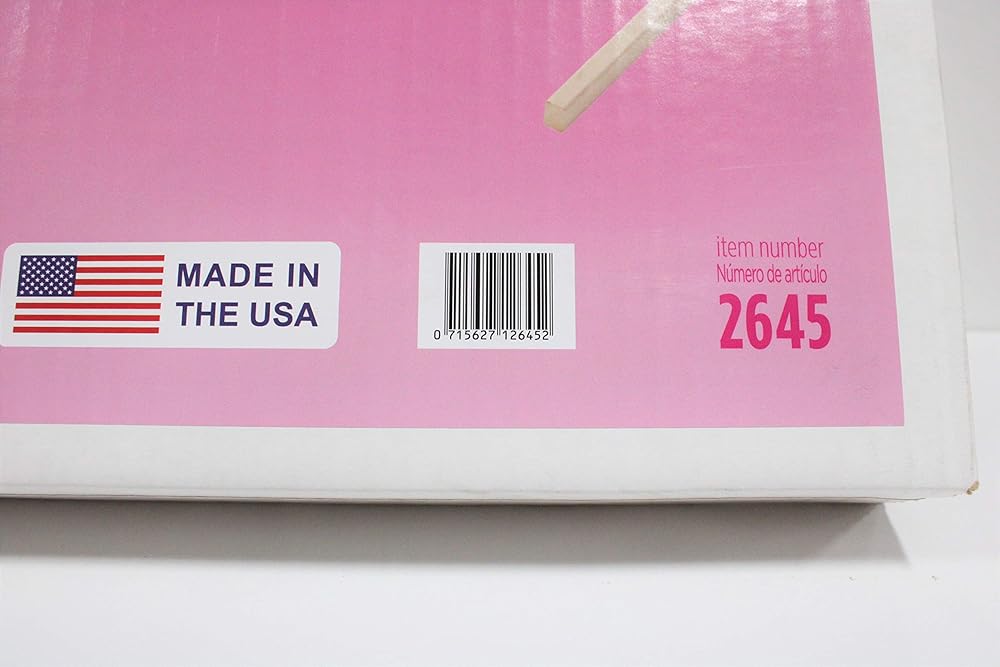 MADE IN
THE USA
0 715627 126452
item number
Número de artículo
2645